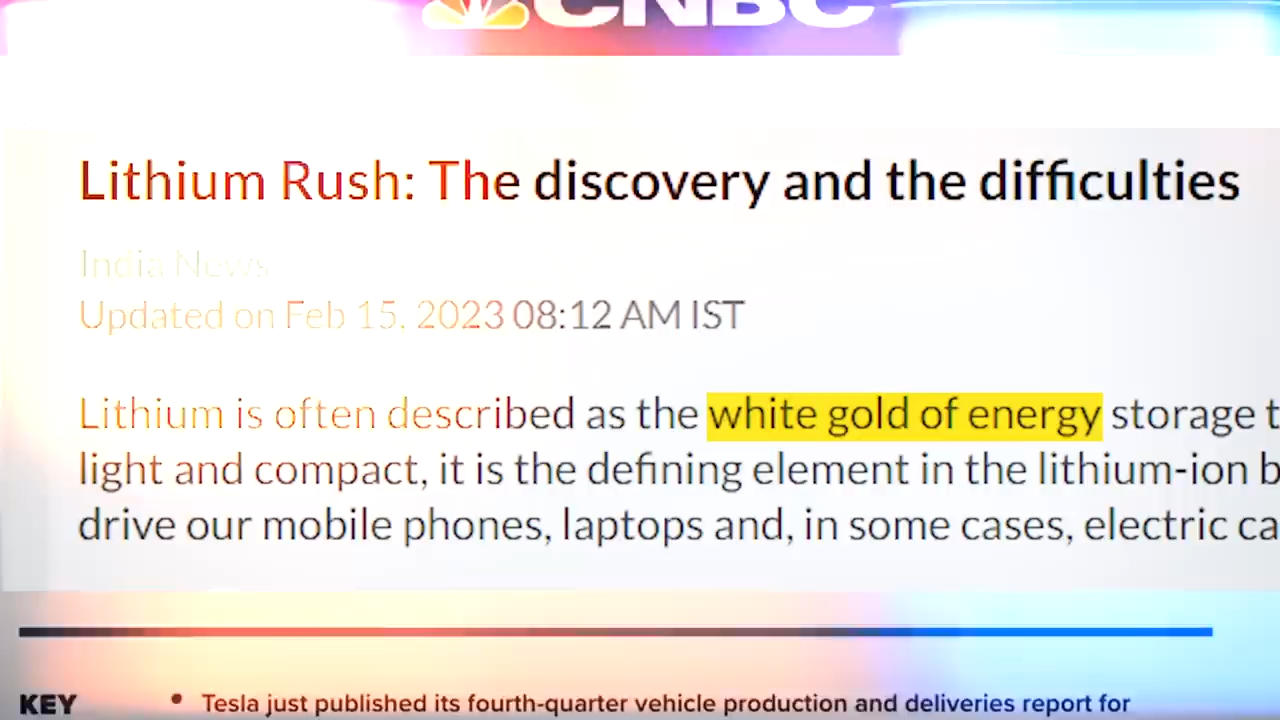 CNBC
Lithium Rush: The discovery and the difficulties
India News
Updated on Feb 15, 2023 08:12 AM IST
Lithium is often described as the white gold of energy storage t
light and compact, it is the defining element in the lithium-ion b
drive our mobile phones, laptops and, in some cases, electric ca
KEY
• Tesla just published its fourth-quarter vehicle production and deliveries report for